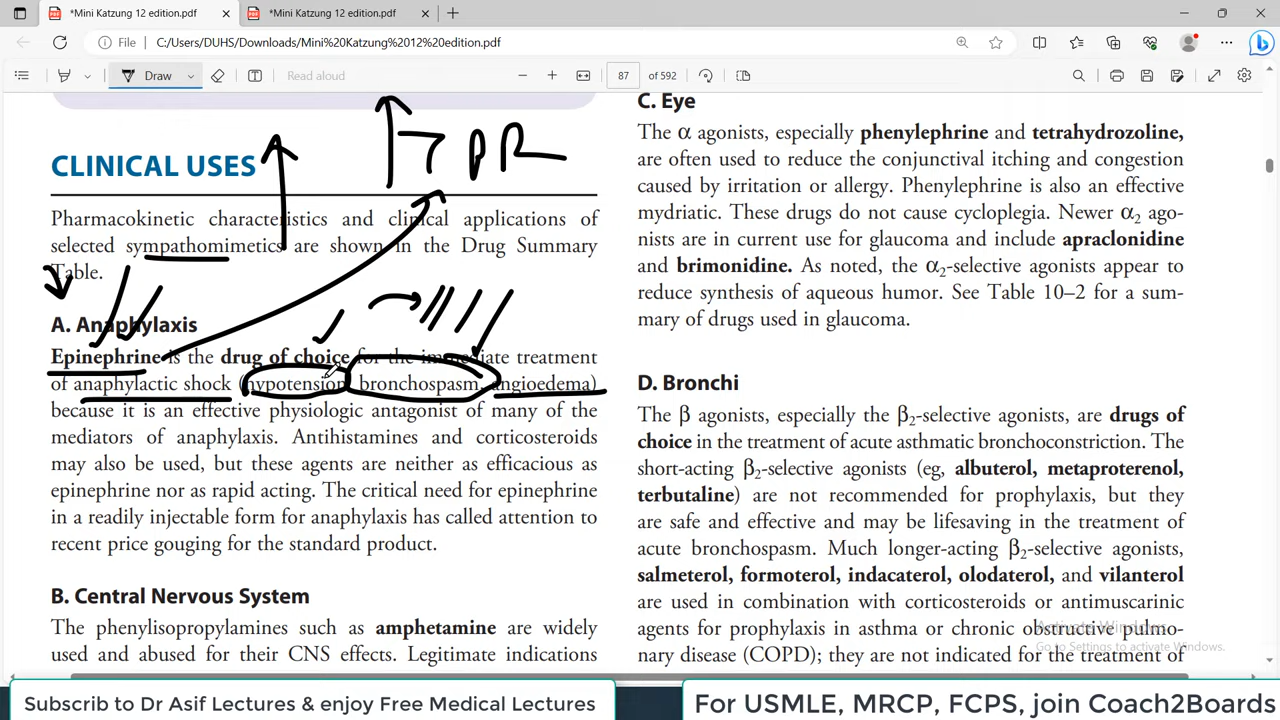 *Mini Katzung 12 edition.pdf
*Mini Katzung 12 edition.pdf
File C:/Users/DUHS/Downloads/Mini%20Katzung%2012%20edition.pdf
Draw
Read aloud
87 of 592
↑TPR
CLINICAL USES
Pharmacokinetic characteristics and clinical applications of
selected sympathomimetics are shown in the Drug Summary
Table.
A. Anaphylaxis
Epinephrine is the drug of choice for the immediate treatment
of anaphylactic shock (hypotension, bronchospasm, angioedema)
because it is an effective physiologic antagonist of many of the
mediators of anaphylaxis. Antihistamines and corticosteroids
may also be used, but these agents are neither as efficacious as
epinephrine nor as rapid acting. The critical need for epinephrine
in a readily injectable form for anaphylaxis has called attention to
recent price gouging for the standard product.
B. Central Nervous System
The phenylisopropylamines such as amphetamine are widely
used and abused for their CNS effects. Legitimate indications
C. Eye
The α agonists, especially phenylephrine and tetrahydrozoline,
are often used to reduce the conjunctival itching and congestion
caused by irritation or allergy. Phenylephrine is also an effective
mydriatic. These drugs do not cause cycloplegia. Newer α2 ago-
nists are in current use for glaucoma and include apraclonidine
and brimonidine. As noted, the α2-selective agonists appear to
reduce synthesis of aqueous humor. See Table 10–2 for a sum-
mary of drugs used in glaucoma.
D. Bronchi
The β agonists, especially the β2-selective agonists, are drugs of
choice in the treatment of acute asthmatic bronchoconstriction. The
short-acting β2-selective agonists (eg, albuterol, metaproterenol,
terbutaline) are not recommended for prophylaxis, but they
are safe and effective and may be lifesaving in the treatment of
acute bronchospasm. Much longer-acting β2-selective agonists,
salmeterol, formoterol, indacaterol, olodaterol, and vilanterol
are used in combination with corticosteroids or antimuscarinic
agents for prophylaxis in asthma or chronic obstructive pulmo-
nary disease (COPD); they are not indicated for the treatment of
Activate Windows
Go to Settings to activate Windows.
Subscrib to Dr Asif Lectures & enjoy Free Medical Lectures
For USMLE, MRCP, FCPS, join Coach2Boards